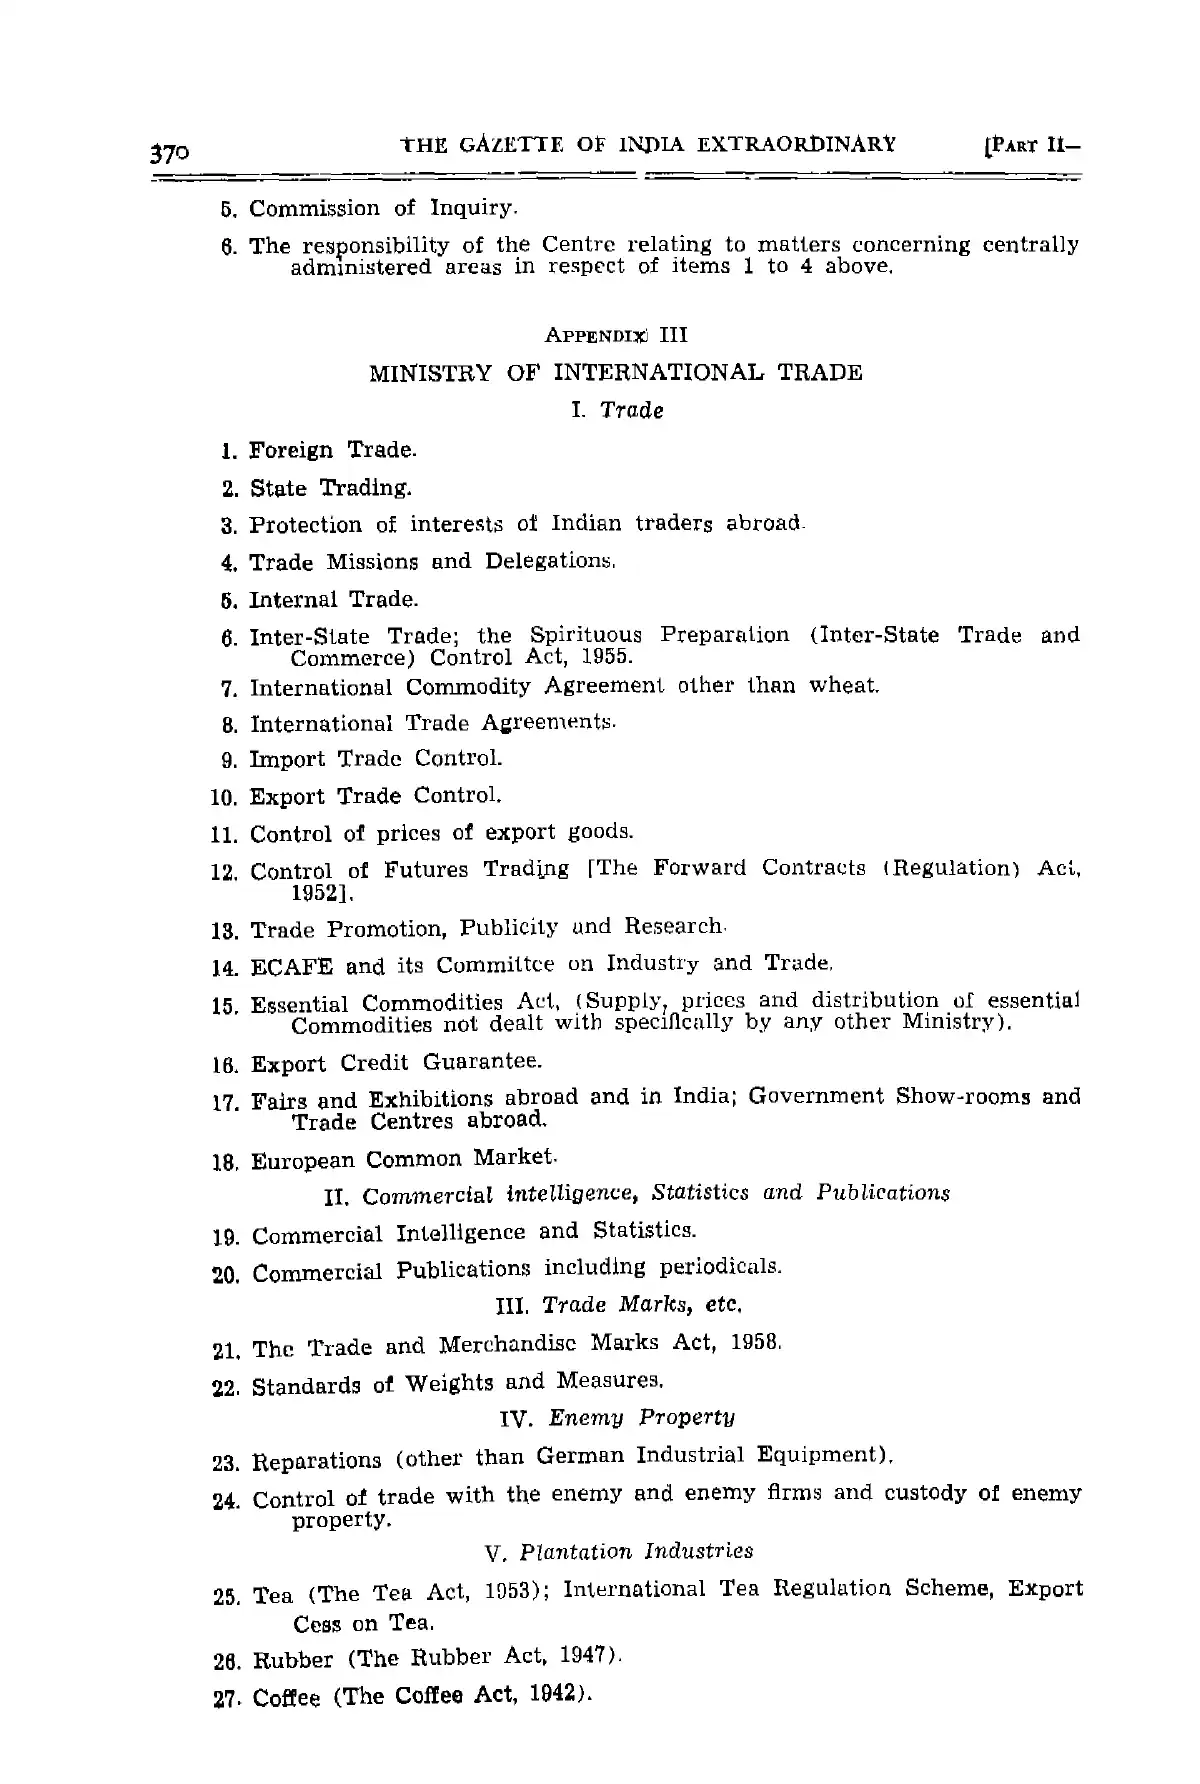 370 THE GAZETTE OF INDIA EXTRAORDINARY [PART II—
5. Commission of Inquiry.
6. The responsibility of the Centre relating to matters concerning centrally
administered areas in respect of items 1 to 4 above.
APPENDIX III
MINISTRY OF INTERNATIONAL TRADE
I. Trade
1. Foreign Trade.
2. State Trading.
3. Protection of interests of Indian traders abroad.
4. Trade Missions and Delegations.
5. Internal Trade.
6. Inter-State Trade; the Spirituous Preparation (Inter-State Trade and
Commerce) Control Act, 1955.
7. International Commodity Agreement other than wheat.
8. International Trade Agreements.
9. Import Trade Control.
10. Export Trade Control.
11. Control of prices of export goods.
12. Control of Futures Trading [The Forward Contracts (Regulation) Act,
1952].
13. Trade Promotion, Publicity and Research.
14. ECAFE and its Committee on Industry and Trade.
15. Essential Commodities Act, (Supply, prices and distribution of essential
Commodities not dealt with specifically by any other Ministry).
16. Export Credit Guarantee.
17. Fairs and Exhibitions abroad and in India; Government Show-rooms and
Trade Centres abroad.
18. European Common Market.
II. Commercial intelligence, Statistics and Publications
19. Commercial Intelligence and Statistics.
20. Commercial Publications including periodicals.
III. Trade Marks, etc.
21. The Trade and Merchandise Marks Act, 1958.
22. Standards of Weights and Measures.
IV. Enemy Property
23. Reparations (other than German Industrial Equipment).
24. Control of trade with the enemy and enemy firms and custody of enemy
property.
V. Plantation Industries
25. Tea (The Tea Act, 1953); International Tea Regulation Scheme, Export
Cess on Tea.
26. Rubber (The Rubber Act, 1947).
27. Coffee (The Coffee Act, 1942).